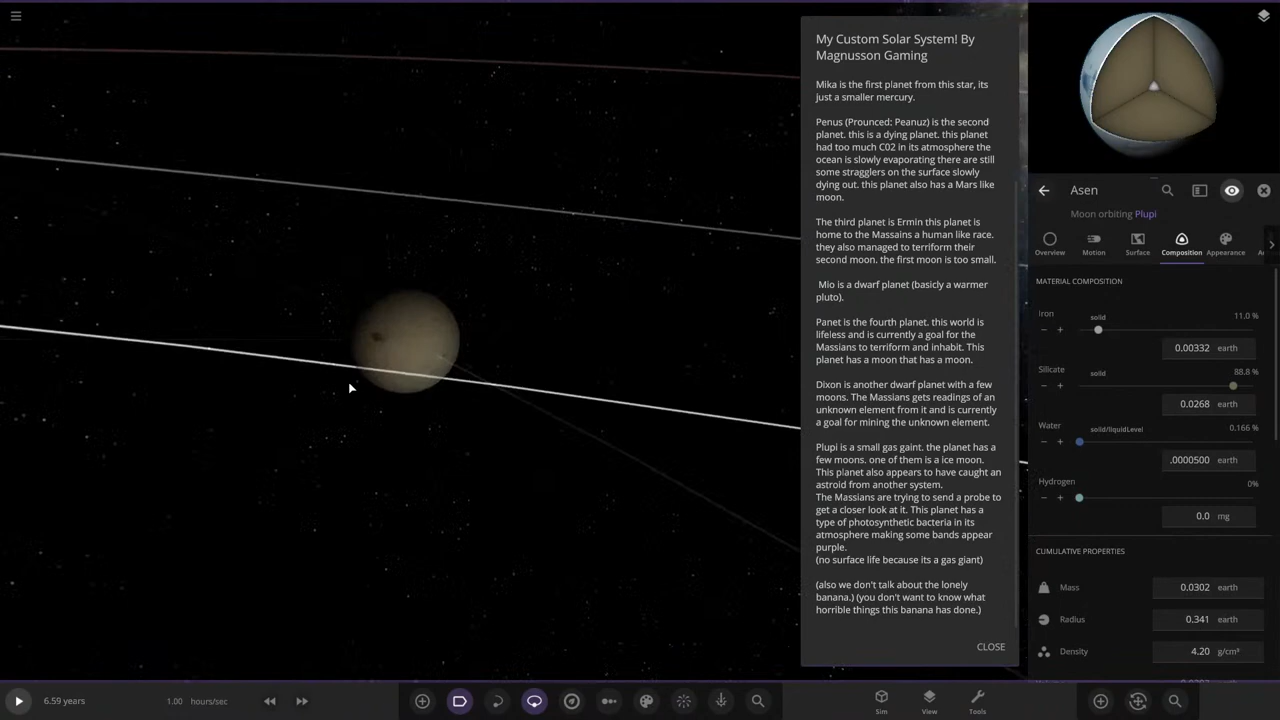 My Custom Solar System! By
Magnusson Gaming
Mika is the first planet from this star, its
just a smaller mercury.
Penus (Prounced: Peanuz) is the second
planet. this is a dying planet. this planet
had too much C02 in its atmosphere the
ocean is slowly evaporating there are still
some stragglers on the surface slowly
dying out. this planet also has a Mars like
moon.
The third planet is Ermin this planet is
home to the Massains a human like race.
they also managed to terriform their
second moon. the first moon is too small.
Mio is a dwarf planet (basicly a warmer
pluto).
Panet is the fourth planet. this world is
lifeless and is currently a goal for the
Massians to terriform and inhabit. This
planet has a moon that has a moon.
Dixon is another dwarf planet with a few
moons. The Massians gets readings of an
unknown element from it and is currently
a goal for mining the unknown element.
Plupi is a small gas gaint. the planet has a
few moons. one of them is a ice moon.
This planet also appears to have caught an
astroid from another system.
The Massians are trying to send a probe to
get a closer look at it. This planet has a
type of photosynthetic bacteria in its
atmosphere making some bands appear
purple.
(no surface life because its a gas giant)
(also we don't talk about the lonely
banana.) (you don't want to know what
horrible things this banana has done.)
CLOSE
Asen
Moon orbiting Plupi
Overview Motion Surface Composition Appearance
MATERIAL COMPOSITION
Iron solid 11.0 %
0.00332 earth
Silicate solid 88.8 %
0.0268 earth
Water solid/liquidLevel 0.166 %
.0000500 earth
Hydrogen 0%
0.0 mg
CUMULATIVE PROPERTIES
Mass 0.0302 earth
Radius 0.341 earth
Density 4.20 g/cm³
6.59 years 1.00 hours/sec
Sim View Tools